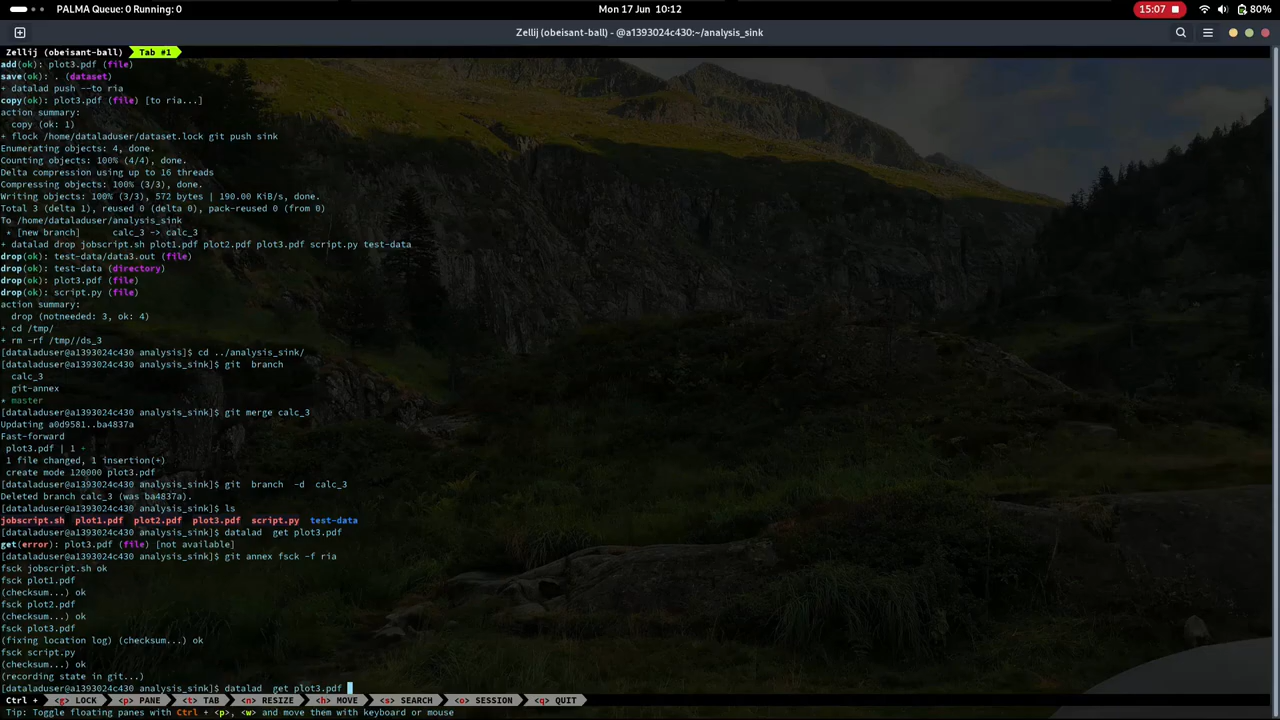 PALMA Queue: 0 Running: 0
Mon 17 Jun 10:12
15:07
80%
Zellij (obeisant-ball) - @a1393024c430:~/analysis_sink
Zellij (obeisant-ball) Tab #1
add(ok): plot3.pdf (file)
save(ok): . (dataset)
+ datalad push --to ria
copy(ok): plot3.pdf (file) [to ria...]
action summary:
  copy (ok: 1)
+ flock /home/dataladuser/dataset.lock git push sink
Enumerating objects: 4, done.
Counting objects: 100% (4/4), done.
Delta compression using up to 16 threads
Compressing objects: 100% (3/3), done.
Writing objects: 100% (3/3), 572 bytes | 190.00 KiB/s, done.
Total 3 (delta 1), reused 0 (delta 0), pack-reused 0 (from 0)
To /home/dataladuser/analysis_sink
 * [new branch]      calc_3 -> calc_3
+ datalad drop jobscript.sh plot1.pdf plot2.pdf plot3.pdf script.py test-data
drop(ok): test-data/data3.out (file)
drop(ok): test-data (directory)
drop(ok): plot3.pdf (file)
drop(ok): script.py (file)
action summary:
  drop (notneeded: 3, ok: 4)
+ cd /tmp/
+ rm -rf /tmp//ds_3
[dataladuser@a1393024c430 analysis]$ cd ../analysis_sink/
[dataladuser@a1393024c430 analysis_sink]$ git  branch
  calc_3
  git-annex
* master
[dataladuser@a1393024c430 analysis_sink]$ git merge calc_3
Updating a0d9581..ba4837a
Fast-forward
 plot3.pdf | 1 +
 1 file changed, 1 insertion(+)
 create mode 120000 plot3.pdf
[dataladuser@a1393024c430 analysis_sink]$ git  branch  -d  calc_3
Deleted branch calc_3 (was ba4837a).
[dataladuser@a1393024c430 analysis_sink]$ ls
jobscript.sh  plot1.pdf  plot2.pdf  plot3.pdf  script.py  test-data
[dataladuser@a1393024c430 analysis_sink]$ datalad  get plot3.pdf
get(error): plot3.pdf (file) [not available]
[dataladuser@a1393024c430 analysis_sink]$ git annex fsck -f ria
fsck jobscript.sh ok
fsck plot1.pdf
(checksum...) ok
fsck plot2.pdf
(checksum...) ok
fsck plot3.pdf
(fixing location log) (checksum...) ok
fsck script.py
(checksum...) ok
(recording state in git...)
[dataladuser@a1393024c430 analysis_sink]$ datalad  get plot3.pdf
Ctrl + <g> LOCK <p> PANE <t> TAB <n> RESIZE <h> MOVE <s> SEARCH <o> SESSION <q> QUIT
Tip: Toggle floating panes with Ctrl + <p>, <w> and move them with keyboard or mouse